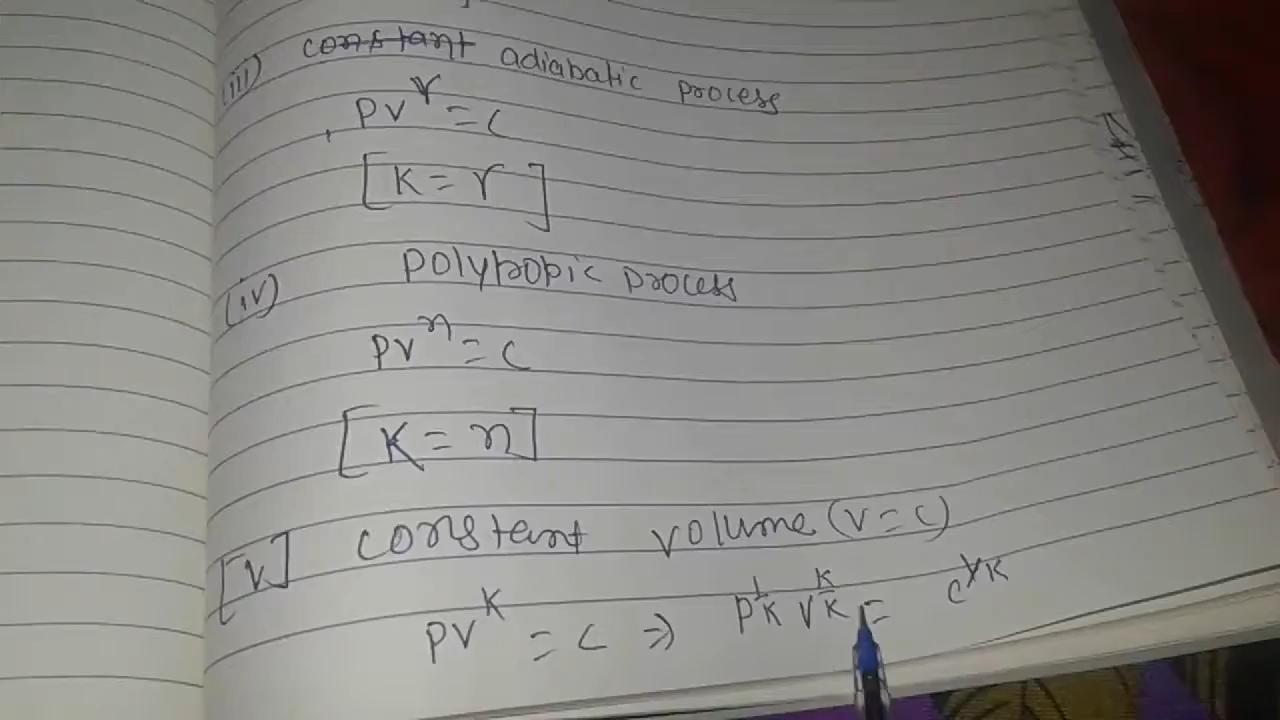 (iii) constant adiabatic process
PV^γ = C
[K = γ]
(iv) polytropic process
PV^n = C
[K = n]
[v] constant volume (V = C)
PV^K = C ⇒ P^1/K V^K/K = C^1/K